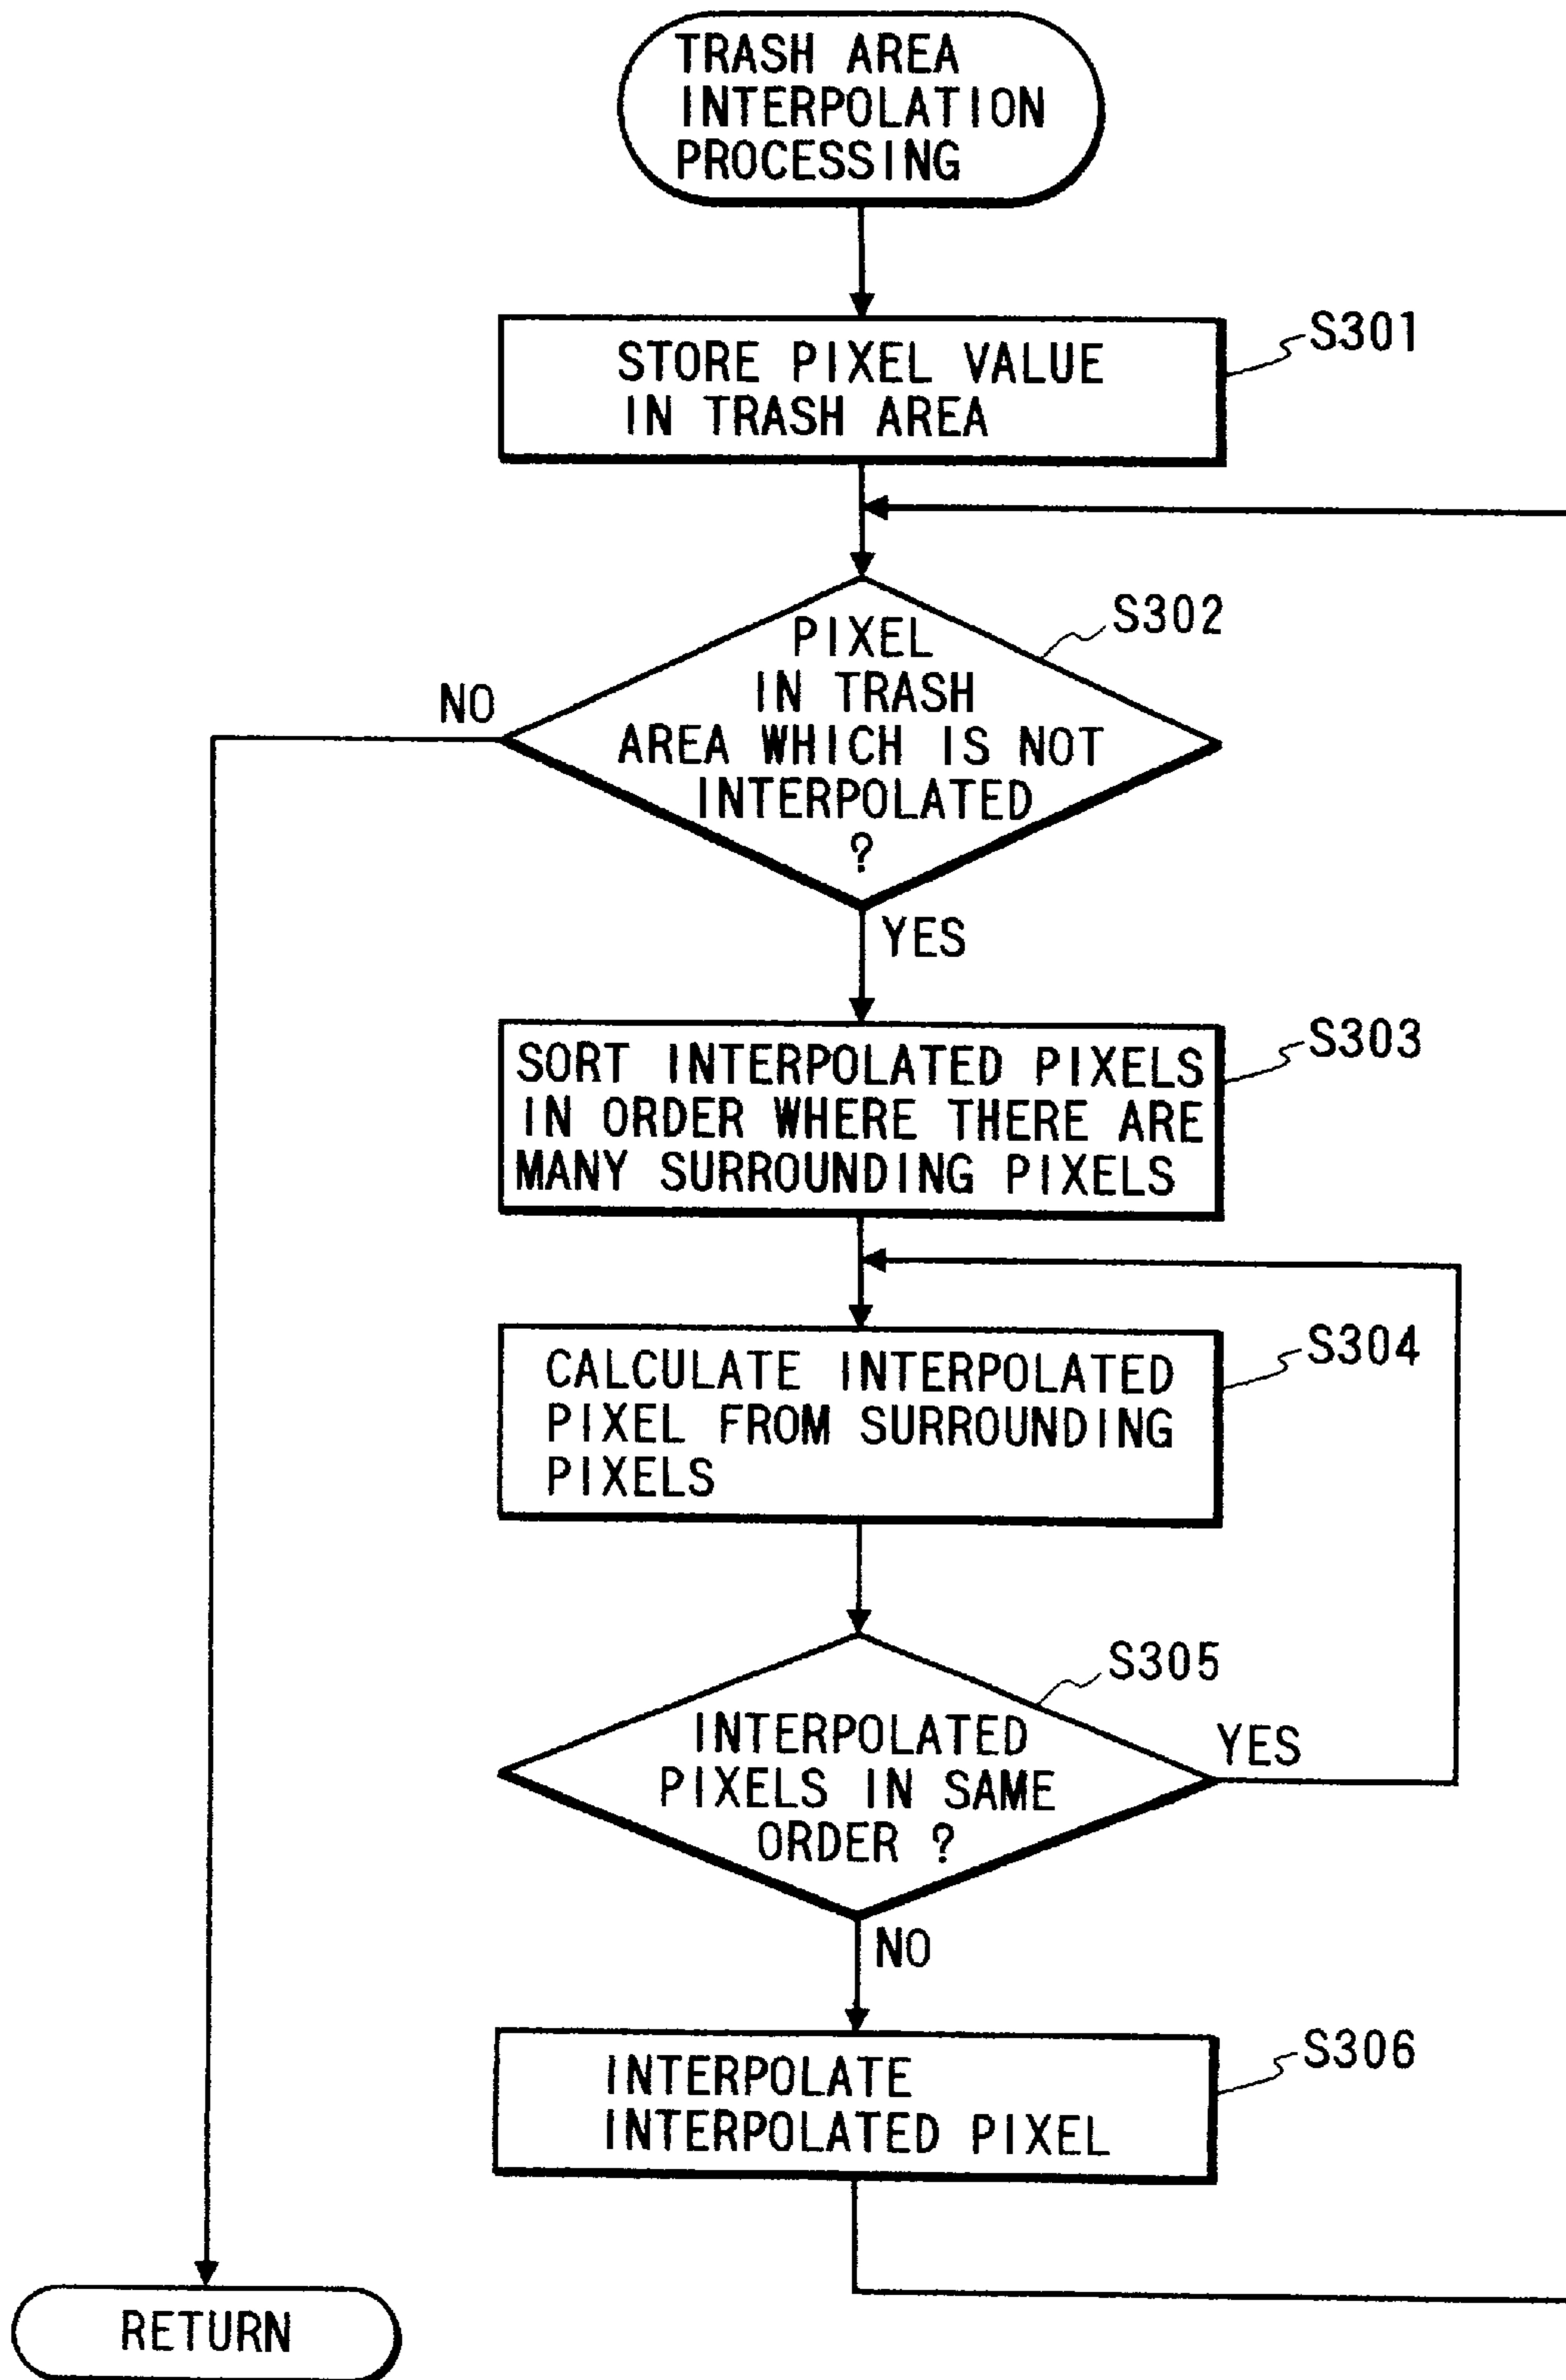 TRASH AREA
INTERPOLATION
PROCESSING
S301
STORE PIXEL VALUE
IN TRASH AREA
S302
PIXEL
IN TRASH
AREA WHICH IS NOT
INTERPOLATED
?
NO
YES
S303
SORT INTERPOLATED PIXELS
IN ORDER WHERE THERE ARE
MANY SURROUNDING PIXELS
S304
CALCULATE INTERPOLATED
PIXEL FROM SURROUNDING
PIXELS
S305
INTERPOLATED
PIXELS IN SAME
ORDER ?
YES
NO
S306
INTERPOLATE
INTERPOLATED PIXEL
RETURN